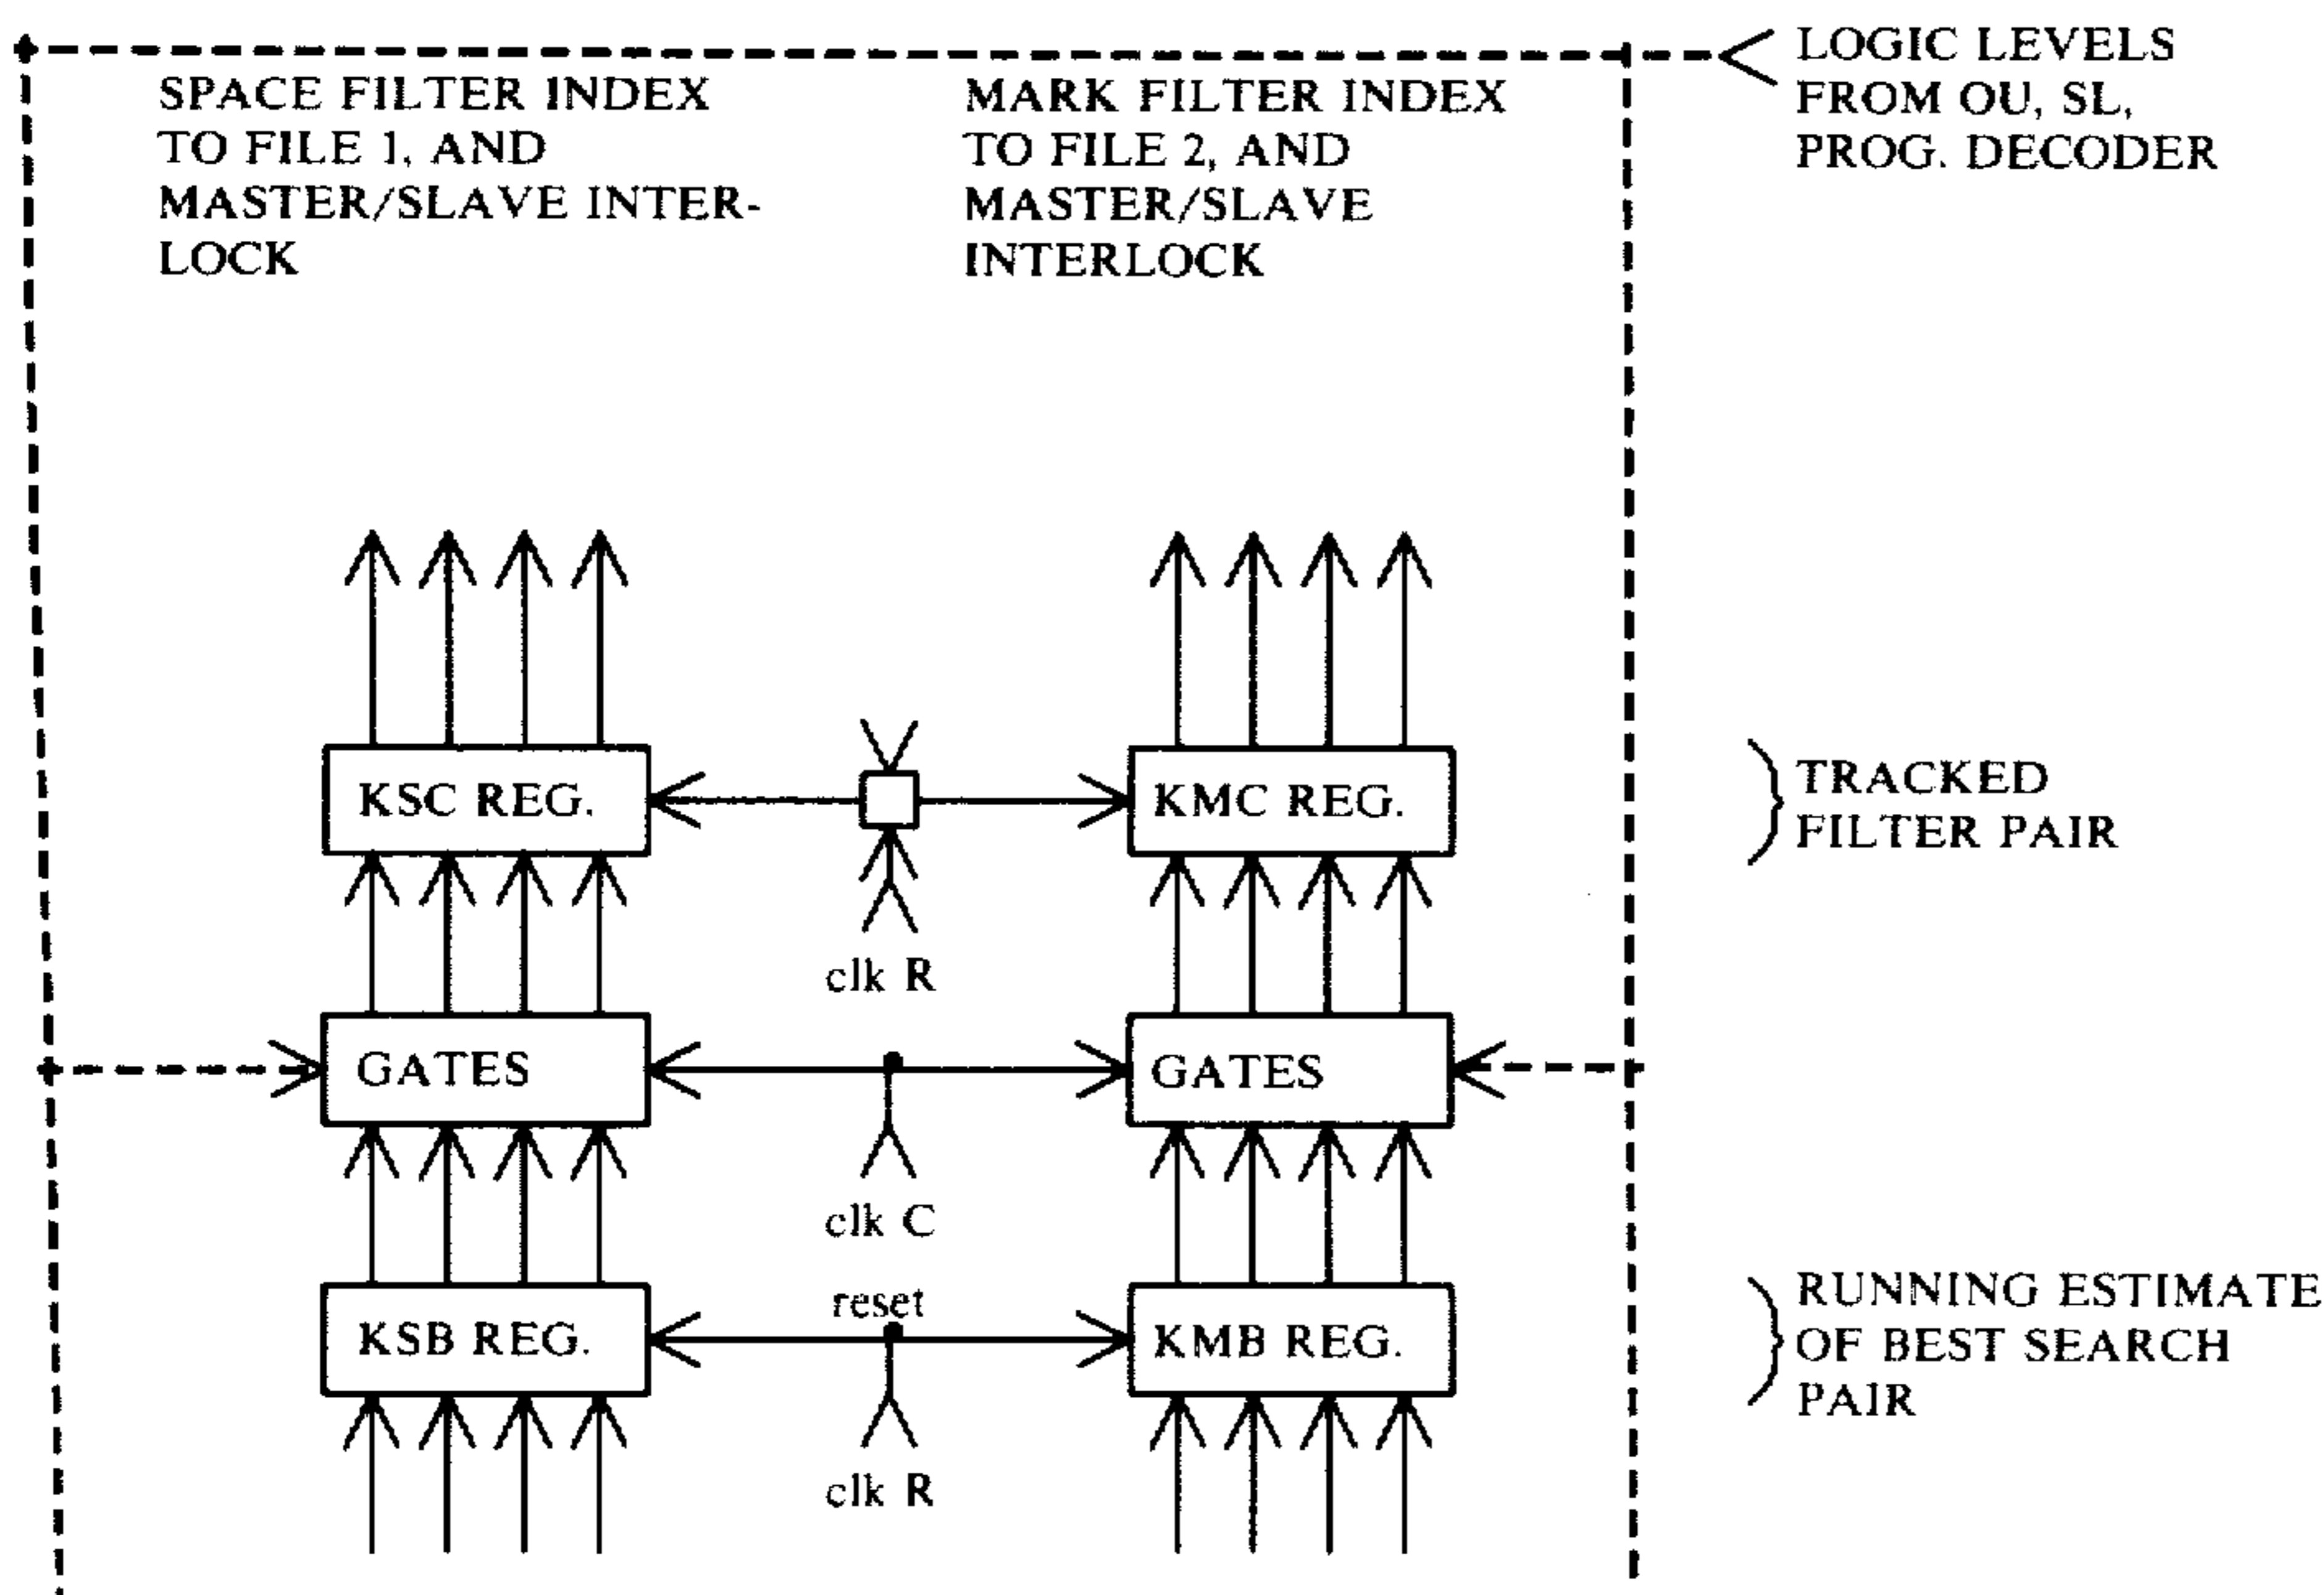 LOGIC LEVELS
FROM OU, SL,
PROG. DECODER
SPACE FILTER INDEX
TO FILE 1, AND
MASTER/SLAVE INTER-
LOCK
MARK FILTER INDEX
TO FILE 2, AND
MASTER/SLAVE
INTERLOCK
KSC REG.
KMC REG.
TRACKED
FILTER PAIR
clk R
GATES
GATES
clk C
reset
KSB REG.
KMB REG.
RUNNING ESTIMATE
OF BEST SEARCH
PAIR
clk R